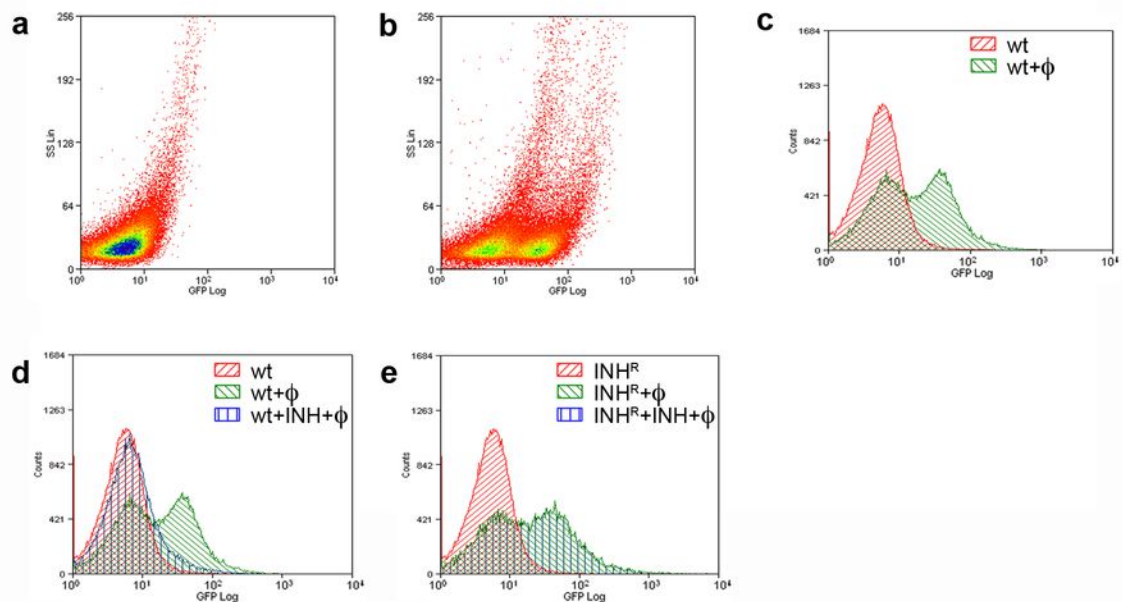 a
256
192
128
64
0
SS Lin
10⁰ 10¹ 10² 10³ 10⁴
GFP Log
b
256
192
128
64
0
SS Lin
10⁰ 10¹ 10² 10³ 10⁴
GFP Log
c
1684
1263
842
421
0
Counts
wt
wt+ϕ
10⁰ 10¹ 10² 10³ 10⁴
GFP Log
d
1684
1263
842
421
0
Counts
wt
wt+ϕ
wt+INH+ϕ
10⁰ 10¹ 10² 10³ 10⁴
GFP Log
e
1684
1263
842
421
0
Counts
INHᴿ
INHᴿ+ϕ
INHᴿ+INH+ϕ
10⁰ 10¹ 10² 10³ 10⁴
GFP Log